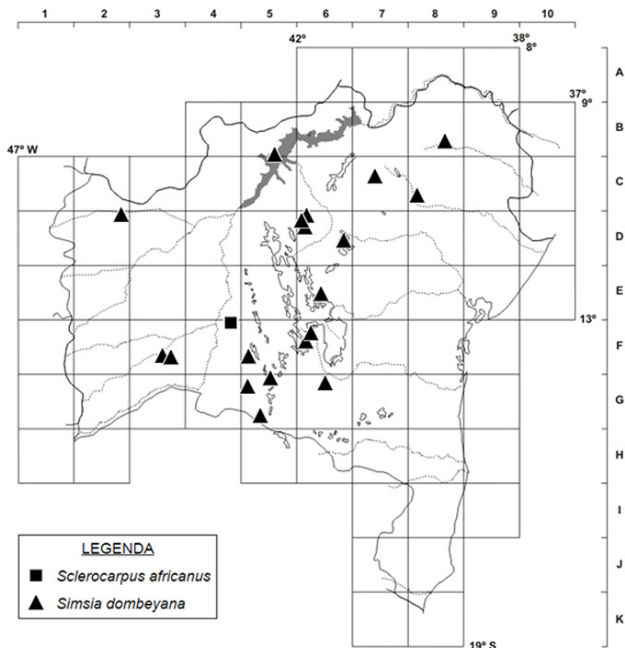 1 2 3 4 5 6 7 8 9 10
42° 38°
8°
A
37°
9°
B
47° W
C
D
E
13°
F
G
H
I
J
K
19° S
LEGENDA
Sclerocarpus africanus
Simsia dombeyana